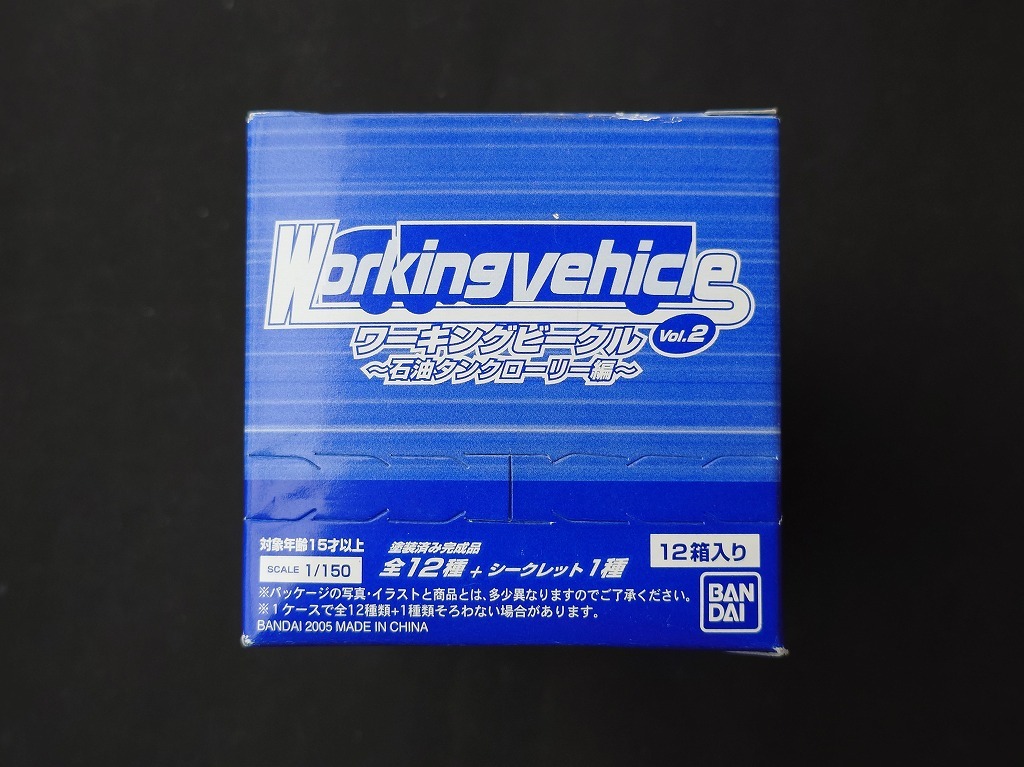 Working vehicle
ワーキングビークル Vol.2
~石油タンクローリー編~
対象年齢15才以上
SCALE 1/150
塗装済み完成品
全12種 + シークレット1種
12箱入り
※パッケージの写真・イラストと商品とは、多少異なりますのでご了承ください。
※1ケースで全12種類+1種類そろわない場合があります。
BANDAI 2005 MADE IN CHINA
BAN
DAI